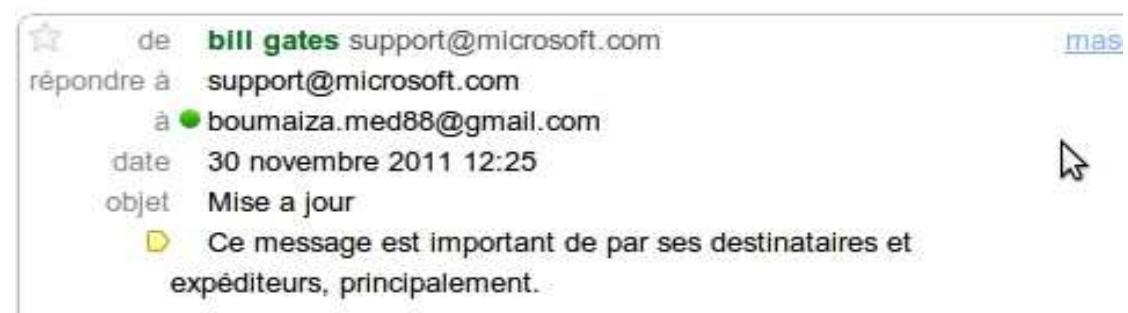 de bill gates support@microsoft.com mas
répondre à support@microsoft.com
à boumaiza.med88@gmail.com
date 30 novembre 2011 12:25
objet Mise a jour
Ce message est important de par ses destinataires et
expéditeurs, principalement.